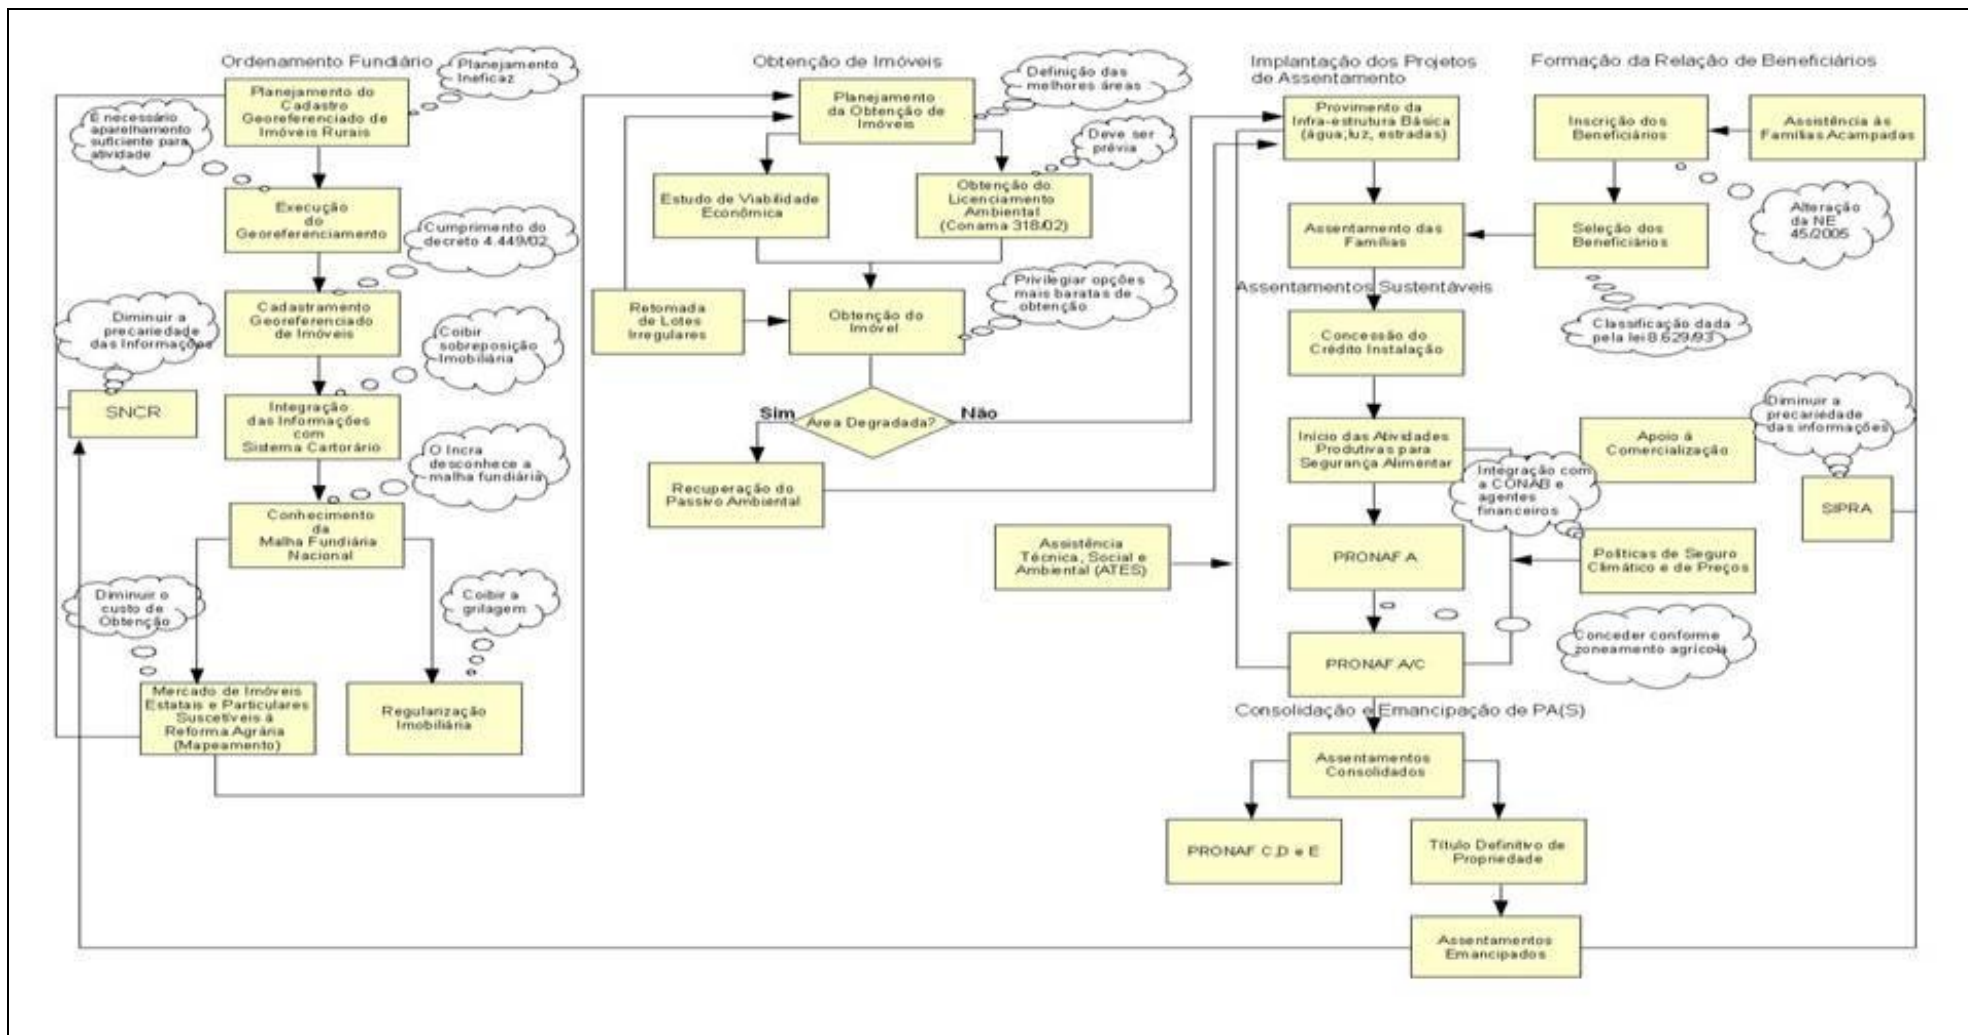 Ordenamento Fundiário
Planejamento
Ineficaz
Planejamento do
Cadastro
Georeferenciado de
Imóveis Rurais
É necessário
aparelhamento
suficiente para
atividade
Execução
do
Georeferenciamento
Cumprimento do
decreto 4.449/02
Cadastramento
Georeferenciado
de Imóveis
Diminuir a
precariedade
das Informações
Coibir
sobreposição
Imobiliária
SNCR
Integração
das Informações
com
Sistema Cartorário
O Incra
desconhece a
malha fundiária
Conhecimento
da
Malha Fundiária
Nacional
Diminuir o
custo de
Obtenção
Coibir a
grilagem
Mercado de Imóveis
Estatais e Particulares
Suscetíveis à
Reforma Agrária
(Mapeamento)
Regularização
Imobiliária
Obtenção de Imóveis
Definição das
melhores áreas
Planejamento
da Obtenção de
Imóveis
Deve ser
prévia
Estudo de Viabilidade
Econômica
Obtenção do
Licenciamento
Ambiental
(Conama 318/02)
Privilegiar opções
mais baratas de
obtenção
Retomada
de Lotes
Irregulares
Obtenção do
Imóvel
Sim
Área Degradada?
Não
Recuperação do
Passivo Ambiental
Assistência
Técnica, Social e
Ambiental (ATES)
Implantação dos Projetos
de Assentamento
Provimento da
Infra-estrutura Básica
(água,luz, estradas)
Assentamento das
Famílias
Assentamentos Sustentáveis
Concessão do
Crédito Instalação
Início das Atividades
Produtivas para
Segurança Alimentar
PRONAF A
PRONAF A/C
Consolidação e Emancipação de PA(S)
Assentamentos
Consolidados
PRONAF C,D e E
Título Definitivo de
Propriedade
Assentamentos
Emancipados
Formação da Relação de Beneficiários
Inscrição dos
Beneficiários
Assistência às
Famílias Acampadas
Alteração
da NE
45/2005
Seleção dos
Beneficiários
Classificação dada
pela lei 8.629/93
Diminuir a
precariedade
das informações
Apoio à
Comercialização
Integração com
a CONAB e
agentes
financeiros
SIPRA
Políticas de Seguro
Climático e de Preços
Conceder conforme
zoneamento agrícola